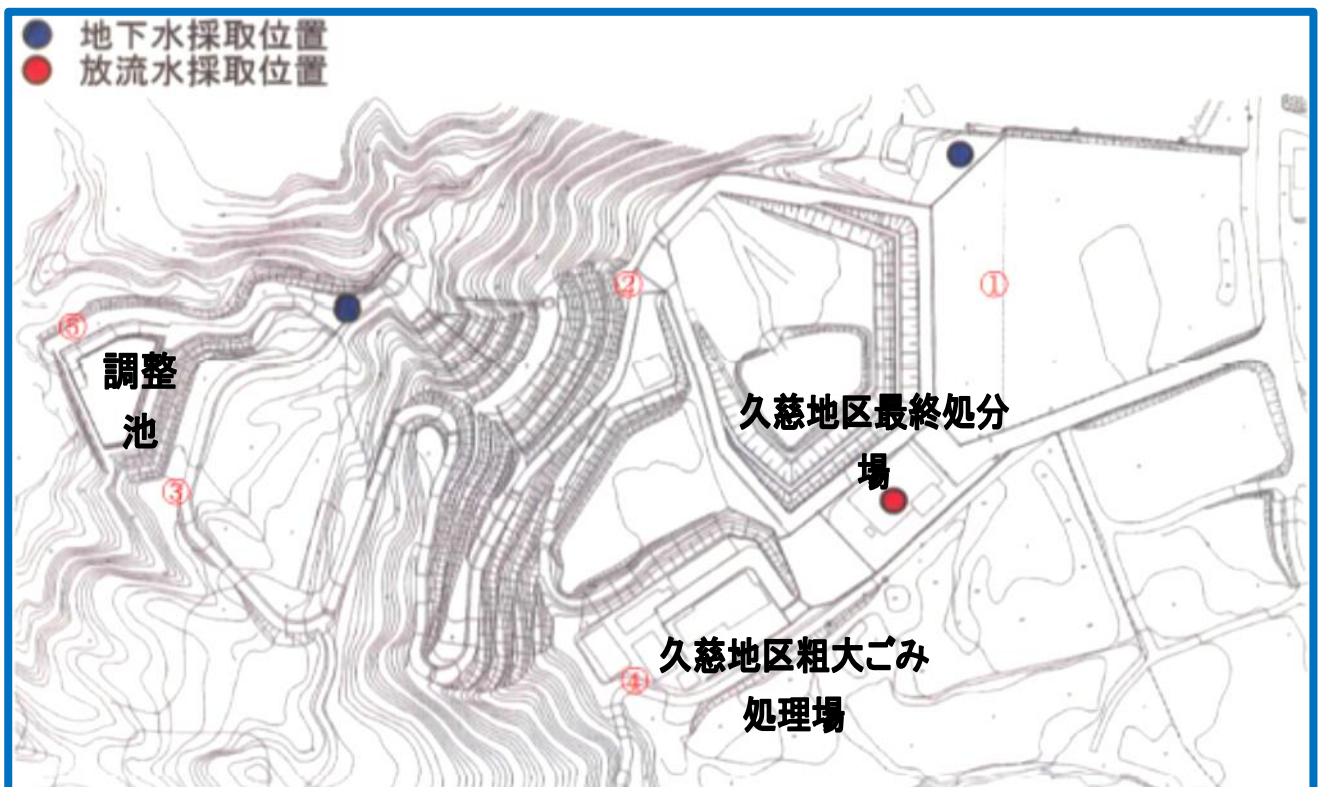 地下水採取位置
放流水採取位置
①
②
⑤
調整
池
久慈地区最終処分
場
③
久慈地区粗大ごみ
処理場
④